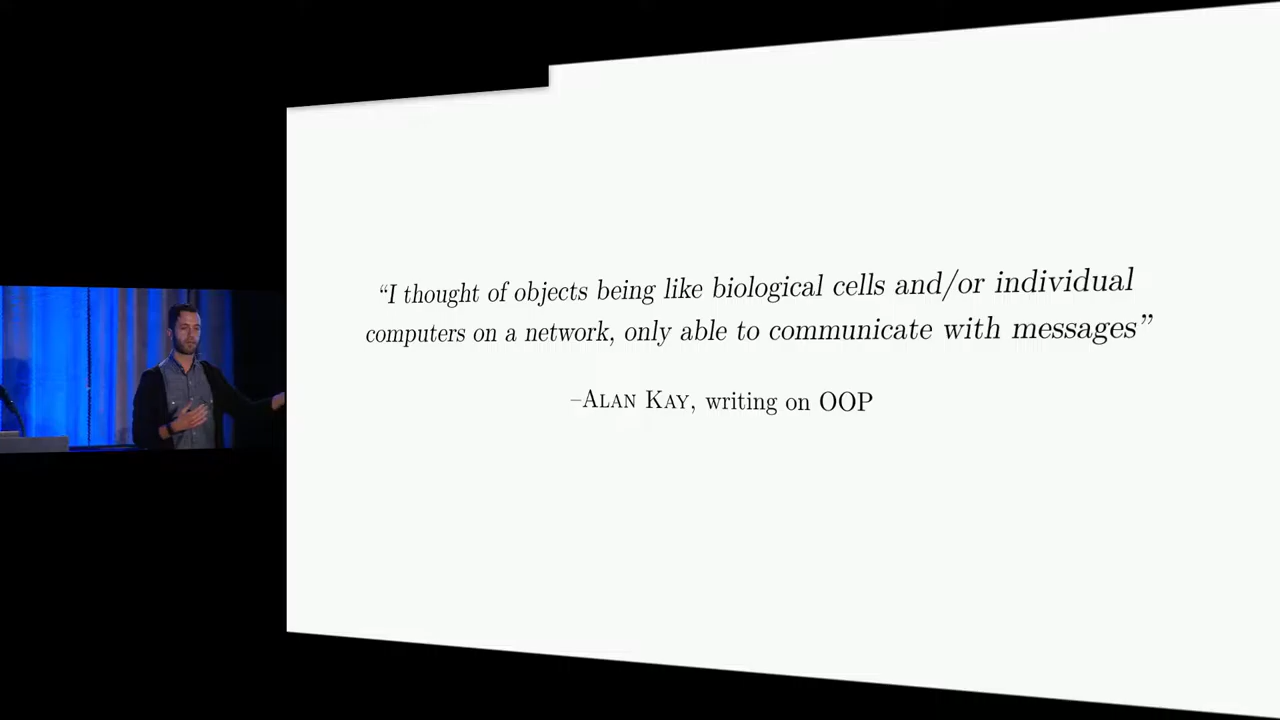 “I thought of objects being like biological cells and/or individual
computers on a network, only able to communicate with messages”
–ALAN KAY, writing on OOP